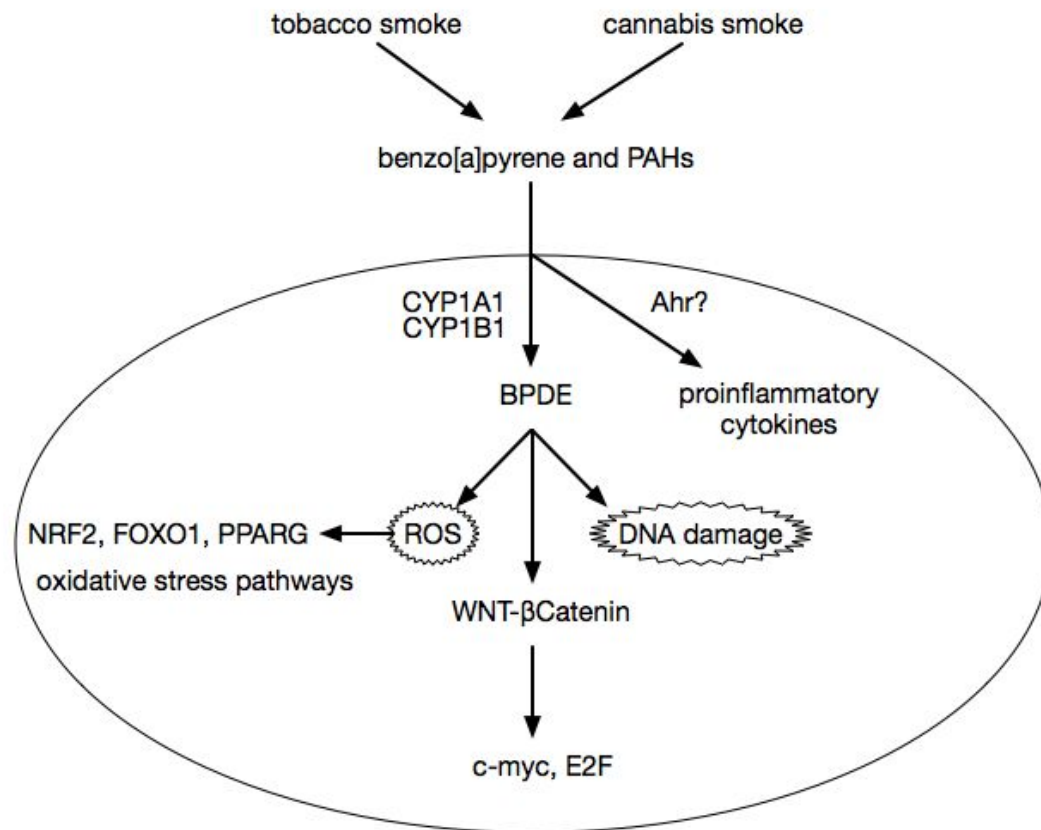 tobacco smoke
cannabis smoke
benzo[a]pyrene and PAHs
CYP1A1
CYP1B1
Ahr?
BPDE
proinflammatory
cytokines
NRF2, FOXO1, PPARG
ROS
DNA damage
oxidative stress pathways
WNT-βCatenin
c-myc, E2F